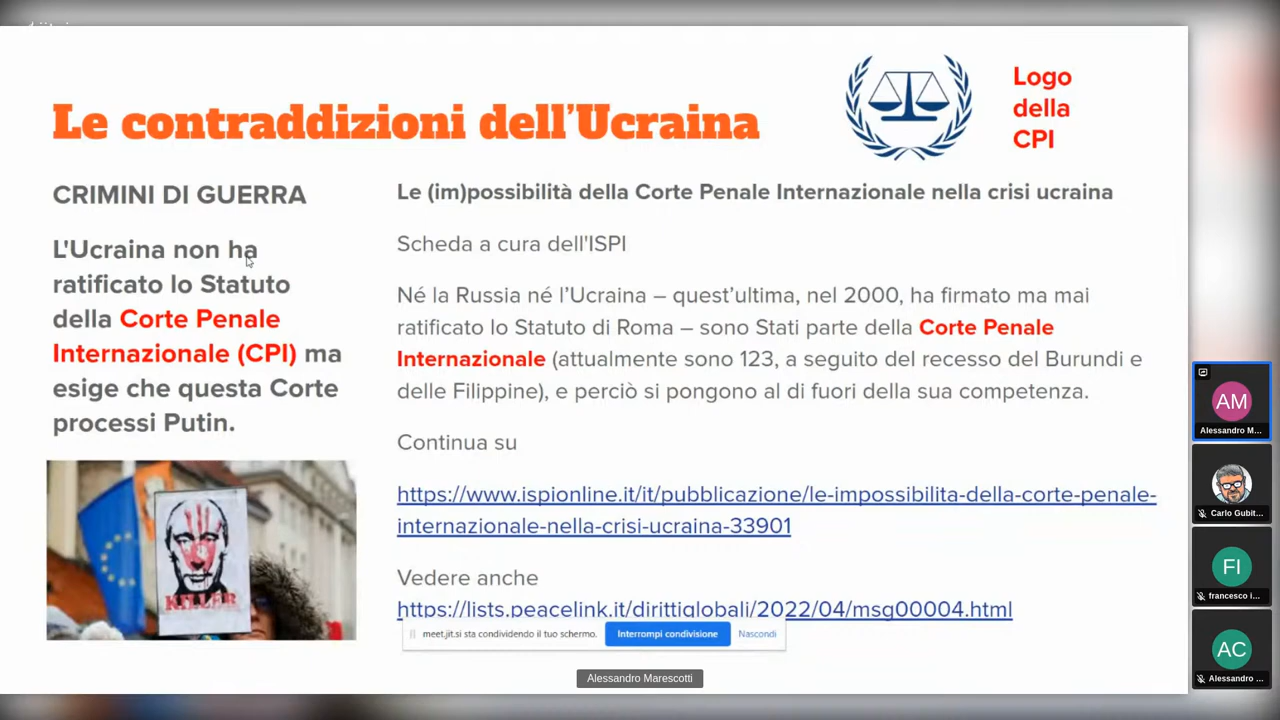 Le contraddizioni dell'Ucraina
Logo
della
CPI
CRIMINI DI GUERRA
L'Ucraina non ha
ratificato lo Statuto
della Corte Penale
Internazionale (CPI) ma
esige che questa Corte
processi Putin.
KILLER
Le (im)possibilità della Corte Penale Internazionale nella crisi ucraina
Scheda a cura dell'ISPI
Né la Russia né l’Ucraina – quest’ultima, nel 2000, ha firmato ma mai
ratificato lo Statuto di Roma – sono Stati parte della Corte Penale
Internazionale (attualmente sono 123, a seguito del recesso del Burundi e
delle Filippine), e perciò si pongono al di fuori della sua competenza.
Continua su
https://www.ispionline.it/it/pubblicazione/le-impossibilita-della-corte-penale-
internazionale-nella-crisi-ucraina-33901
Vedere anche
https://lists.peacelink.it/dirittiglobali/2022/04/msg00004.html
meet.jit.si sta condividendo il tuo schermo. Interrompi condivisione Nascondi
Alessandro Marescotti
AM
Alessandro M...
Carlo Gubit...
FI
francesco i...
AC
Alessandro ...